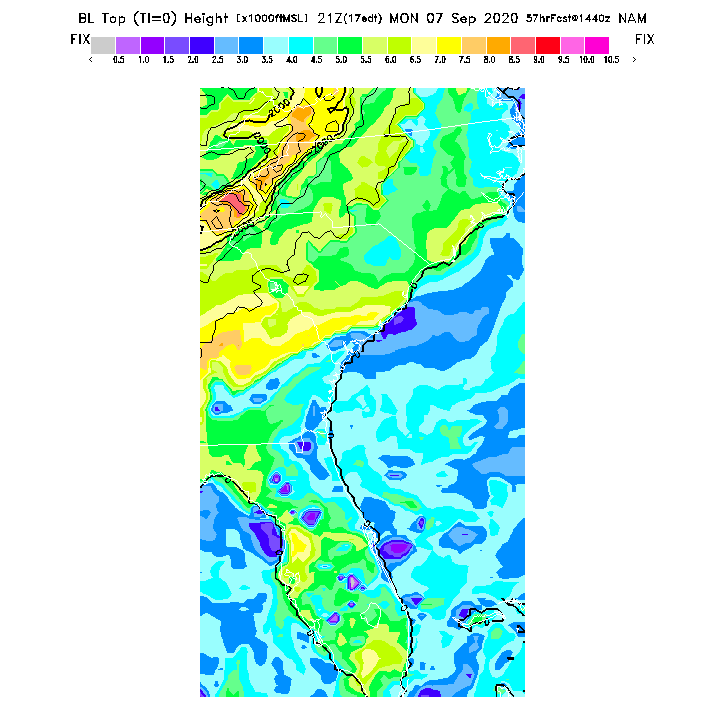 BL Top (TI=0) Height [x1000ftMSL] 21Z(17edt) MON 07 Sep 2020 57hrFcst@1440z NAM
FIX FIX
< 0.5 1.0 1.5 2.0 2.5 3.0 3.5 4.0 4.5 5.0 5.5 6.0 6.5 7.0 7.5 8.0 8.5 9.0 9.5 10.0 10.5 >
2000
2000